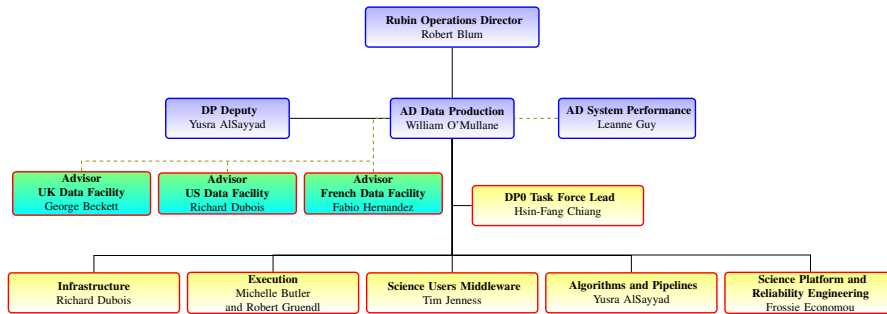 Rubin Operations Director
Robert Blum
DP Deputy
Yusra AlSayyad
AD Data Production
William O'Mullane
AD System Performance
Leanne Guy
Advisor
UK Data Facility
George Beckett
Advisor
US Data Facility
Richard Dubois
Advisor
French Data Facility
Fabio Hernandez
DP0 Task Force Lead
Hsin-Fang Chiang
Infrastructure
Richard Dubois
Execution
Michelle Butler
and Robert Gruendl
Science Users Middleware
Tim Jenness
Algorithms and Pipelines
Yusra AlSayyad
Science Platform and
Reliability Engineering
Frossie Economou